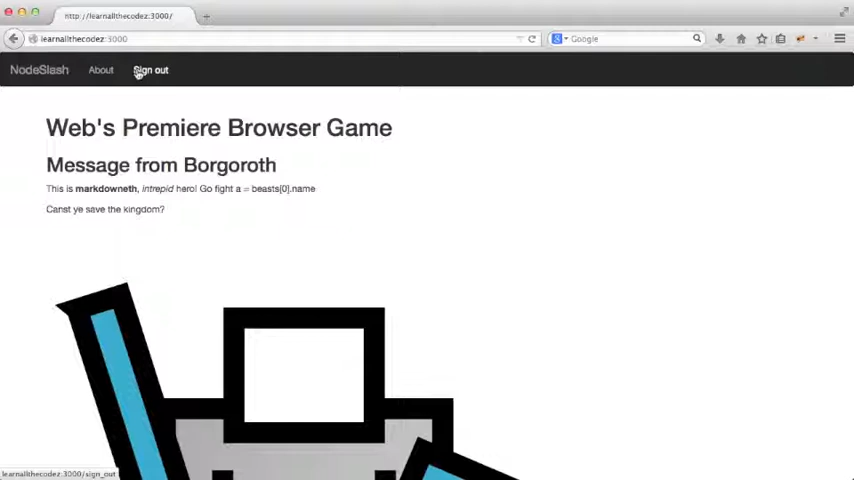 http://learnallthecodez:3000/
learnallthecodez:3000
Google
NodeSlash About Sign out
Web's Premiere Browser Game
Message from Borgoroth
This is markdowneth, intrepid hero! Go fight a = beasts[0].name
Canst ye save the kingdom?
learnallthecodez:3000/sign_out